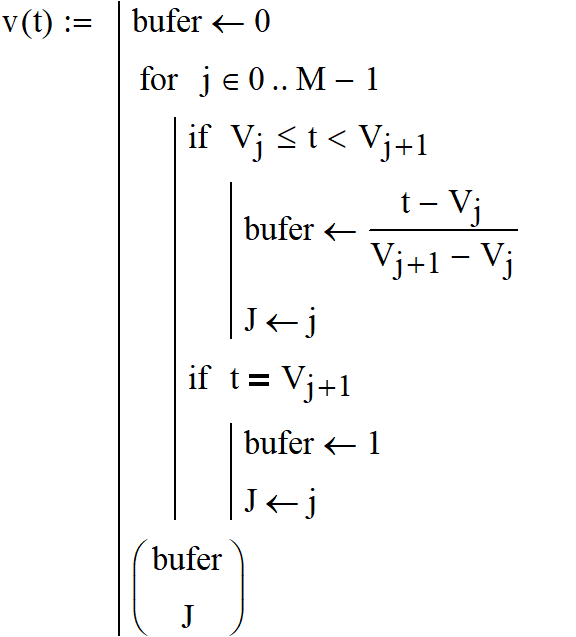 v(t) := bufer ← 0
for j ∈ 0 .. M − 1
if V_j ≤ t < V_{j+1}
bufer ← (t − V_j) / (V_{j+1} − V_j)
J ← j
if t = V_{j+1}
bufer ← 1
J ← j
bufer
J